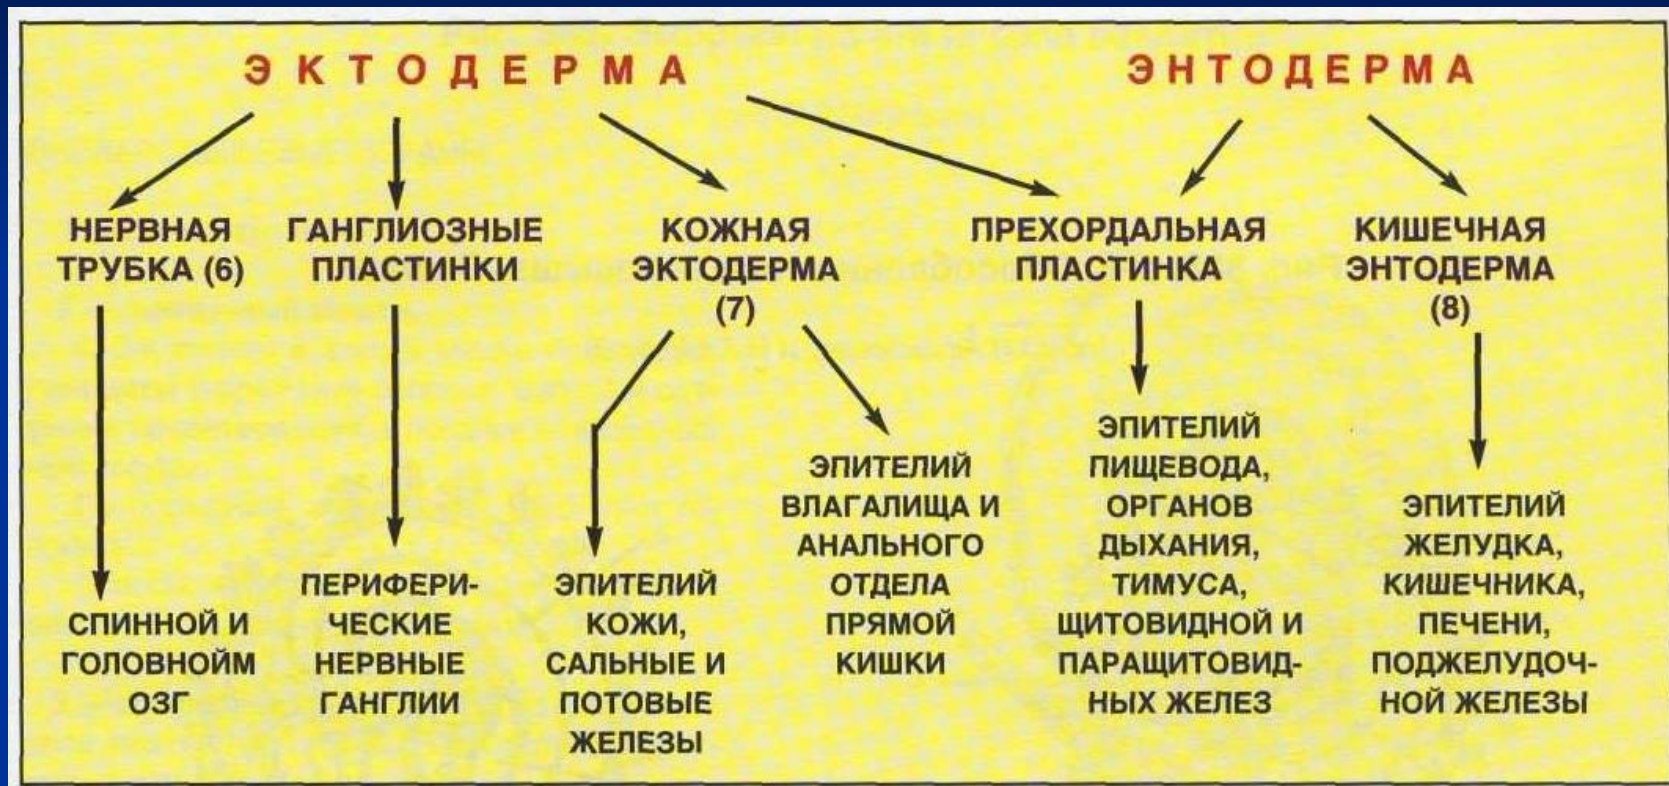 ЭКТОДЕРМА
ЭНТОДЕРМА
НЕРВНАЯ
ТРУБКА (6)
ГАНГЛИОЗНЫЕ
ПЛАСТИНКИ
КОЖНАЯ
ЭКТОДЕРМА
(7)
ПРЕХОРДАЛЬНАЯ
ПЛАСТИНКА
КИШЕЧНАЯ
ЭНТОДЕРМА
(8)
СПИННОЙ И
ГОЛОВНОЙМ
ОЗГ
ПЕРИФЕРИ-
ЧЕСКИЕ
НЕРВНЫЕ
ГАНГЛИИ
ЭПИТЕЛИЙ
КОЖИ,
САЛЬНЫЕ И
ПОТОВЫЕ
ЖЕЛЕЗЫ
ЭПИТЕЛИЙ
ВЛАГАЛИЩА И
АНАЛЬНОГО
ОТДЕЛА
ПРЯМОЙ
КИШКИ
ЭПИТЕЛИЙ
ПИЩЕВОДА,
ОРГАНОВ
ДЫХАНИЯ,
ТИМУСА,
ЩИТОВИДНОЙ И
ПАРАЩИТОВИД-
НЫХ ЖЕЛЕЗ
ЭПИТЕЛИЙ
ЖЕЛУДКА,
КИШЕЧНИКА,
ПЕЧЕНИ,
ПОДЖЕЛУДОЧ-
НОЙ ЖЕЛЕЗЫ